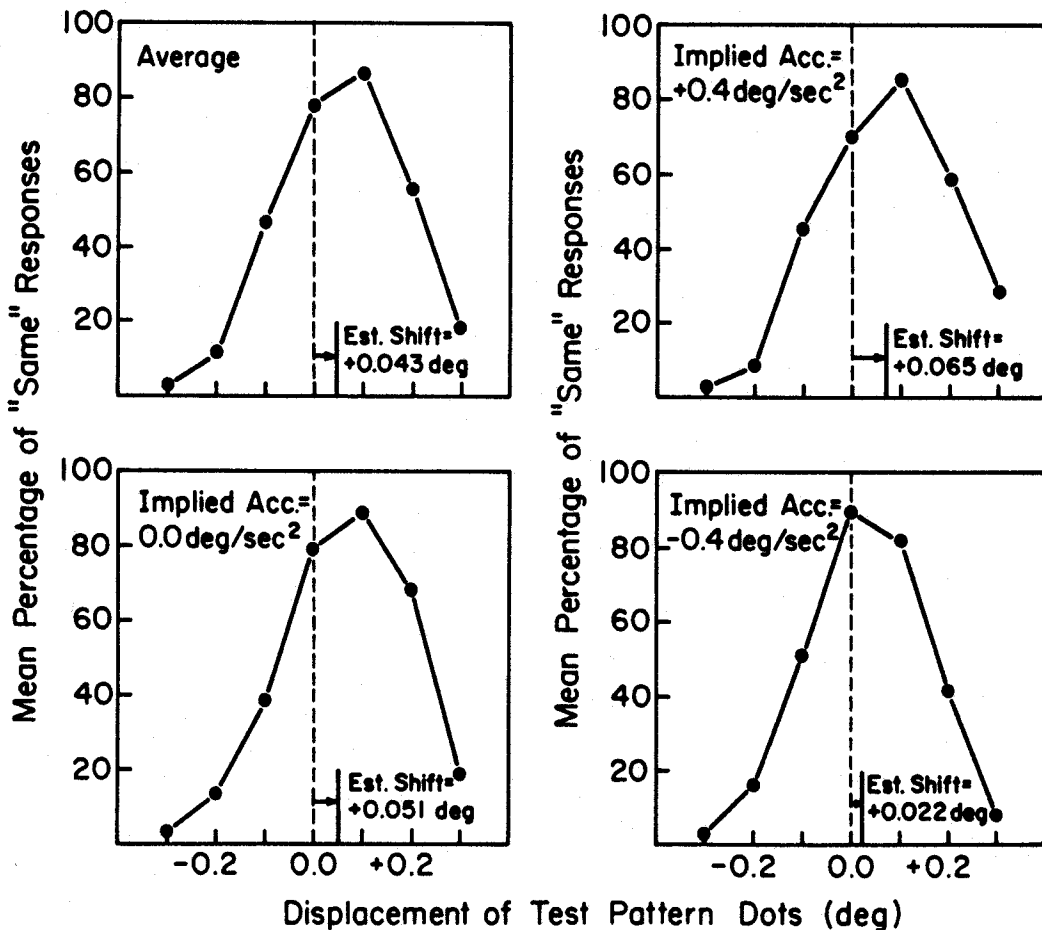 Mean Percentage of "Same" Responses
100
80
60
40
20
Average
Est. Shift=
+0.043 deg
Mean Percentage of "Same" Responses
100
80
60
40
20
Implied Acc.=
+0.4 deg/sec²
Est. Shift=
+0.065 deg
100
80
60
40
20
Implied Acc.=
0.0 deg/sec²
Est. Shift=
+0.051 deg
-0.2 0.0 +0.2
100
80
60
40
20
Implied Acc.=
-0.4 deg/sec²
Est. Shift=
+0.022 deg
-0.2 0.0 +0.2
Displacement of Test Pattern Dots (deg)